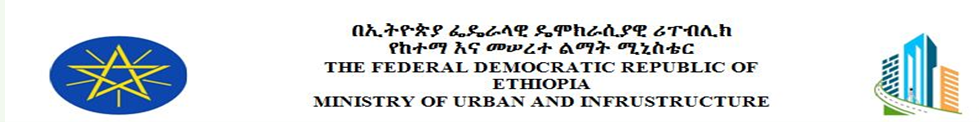 በኢትዮጵያ ፌዴራላዊ ዴሞክራሲያዊ ሪፐብሊክ
የከተማ እና መሠረተ ልማት ሚኒስቴር
THE FEDERAL DEMOCRATIC REPUBLIC OF
ETHIOPIA
MINISTRY OF URBAN AND INFRUSTRUCTURE